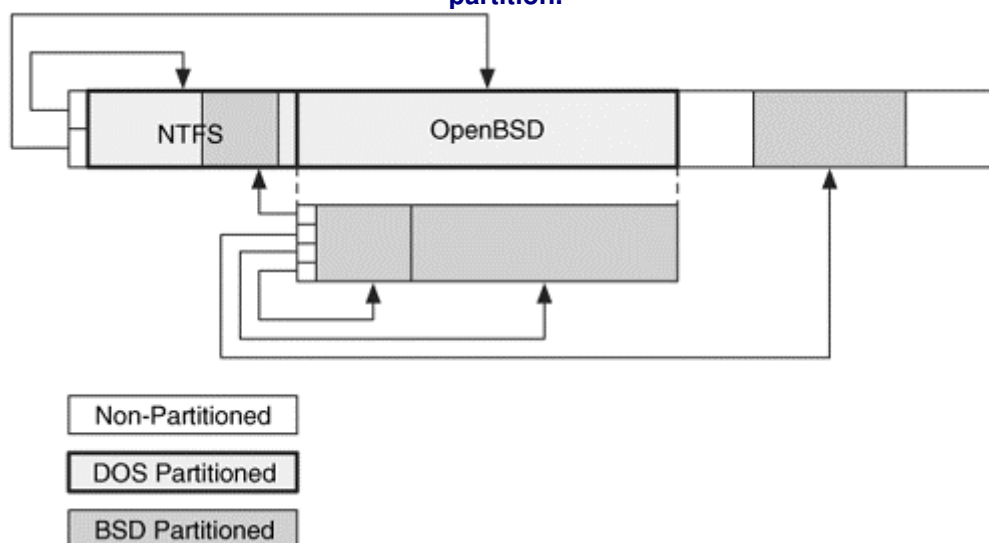 partition.
NTFS
OpenBSD
Non-Partitioned
DOS Partitioned
BSD Partitioned